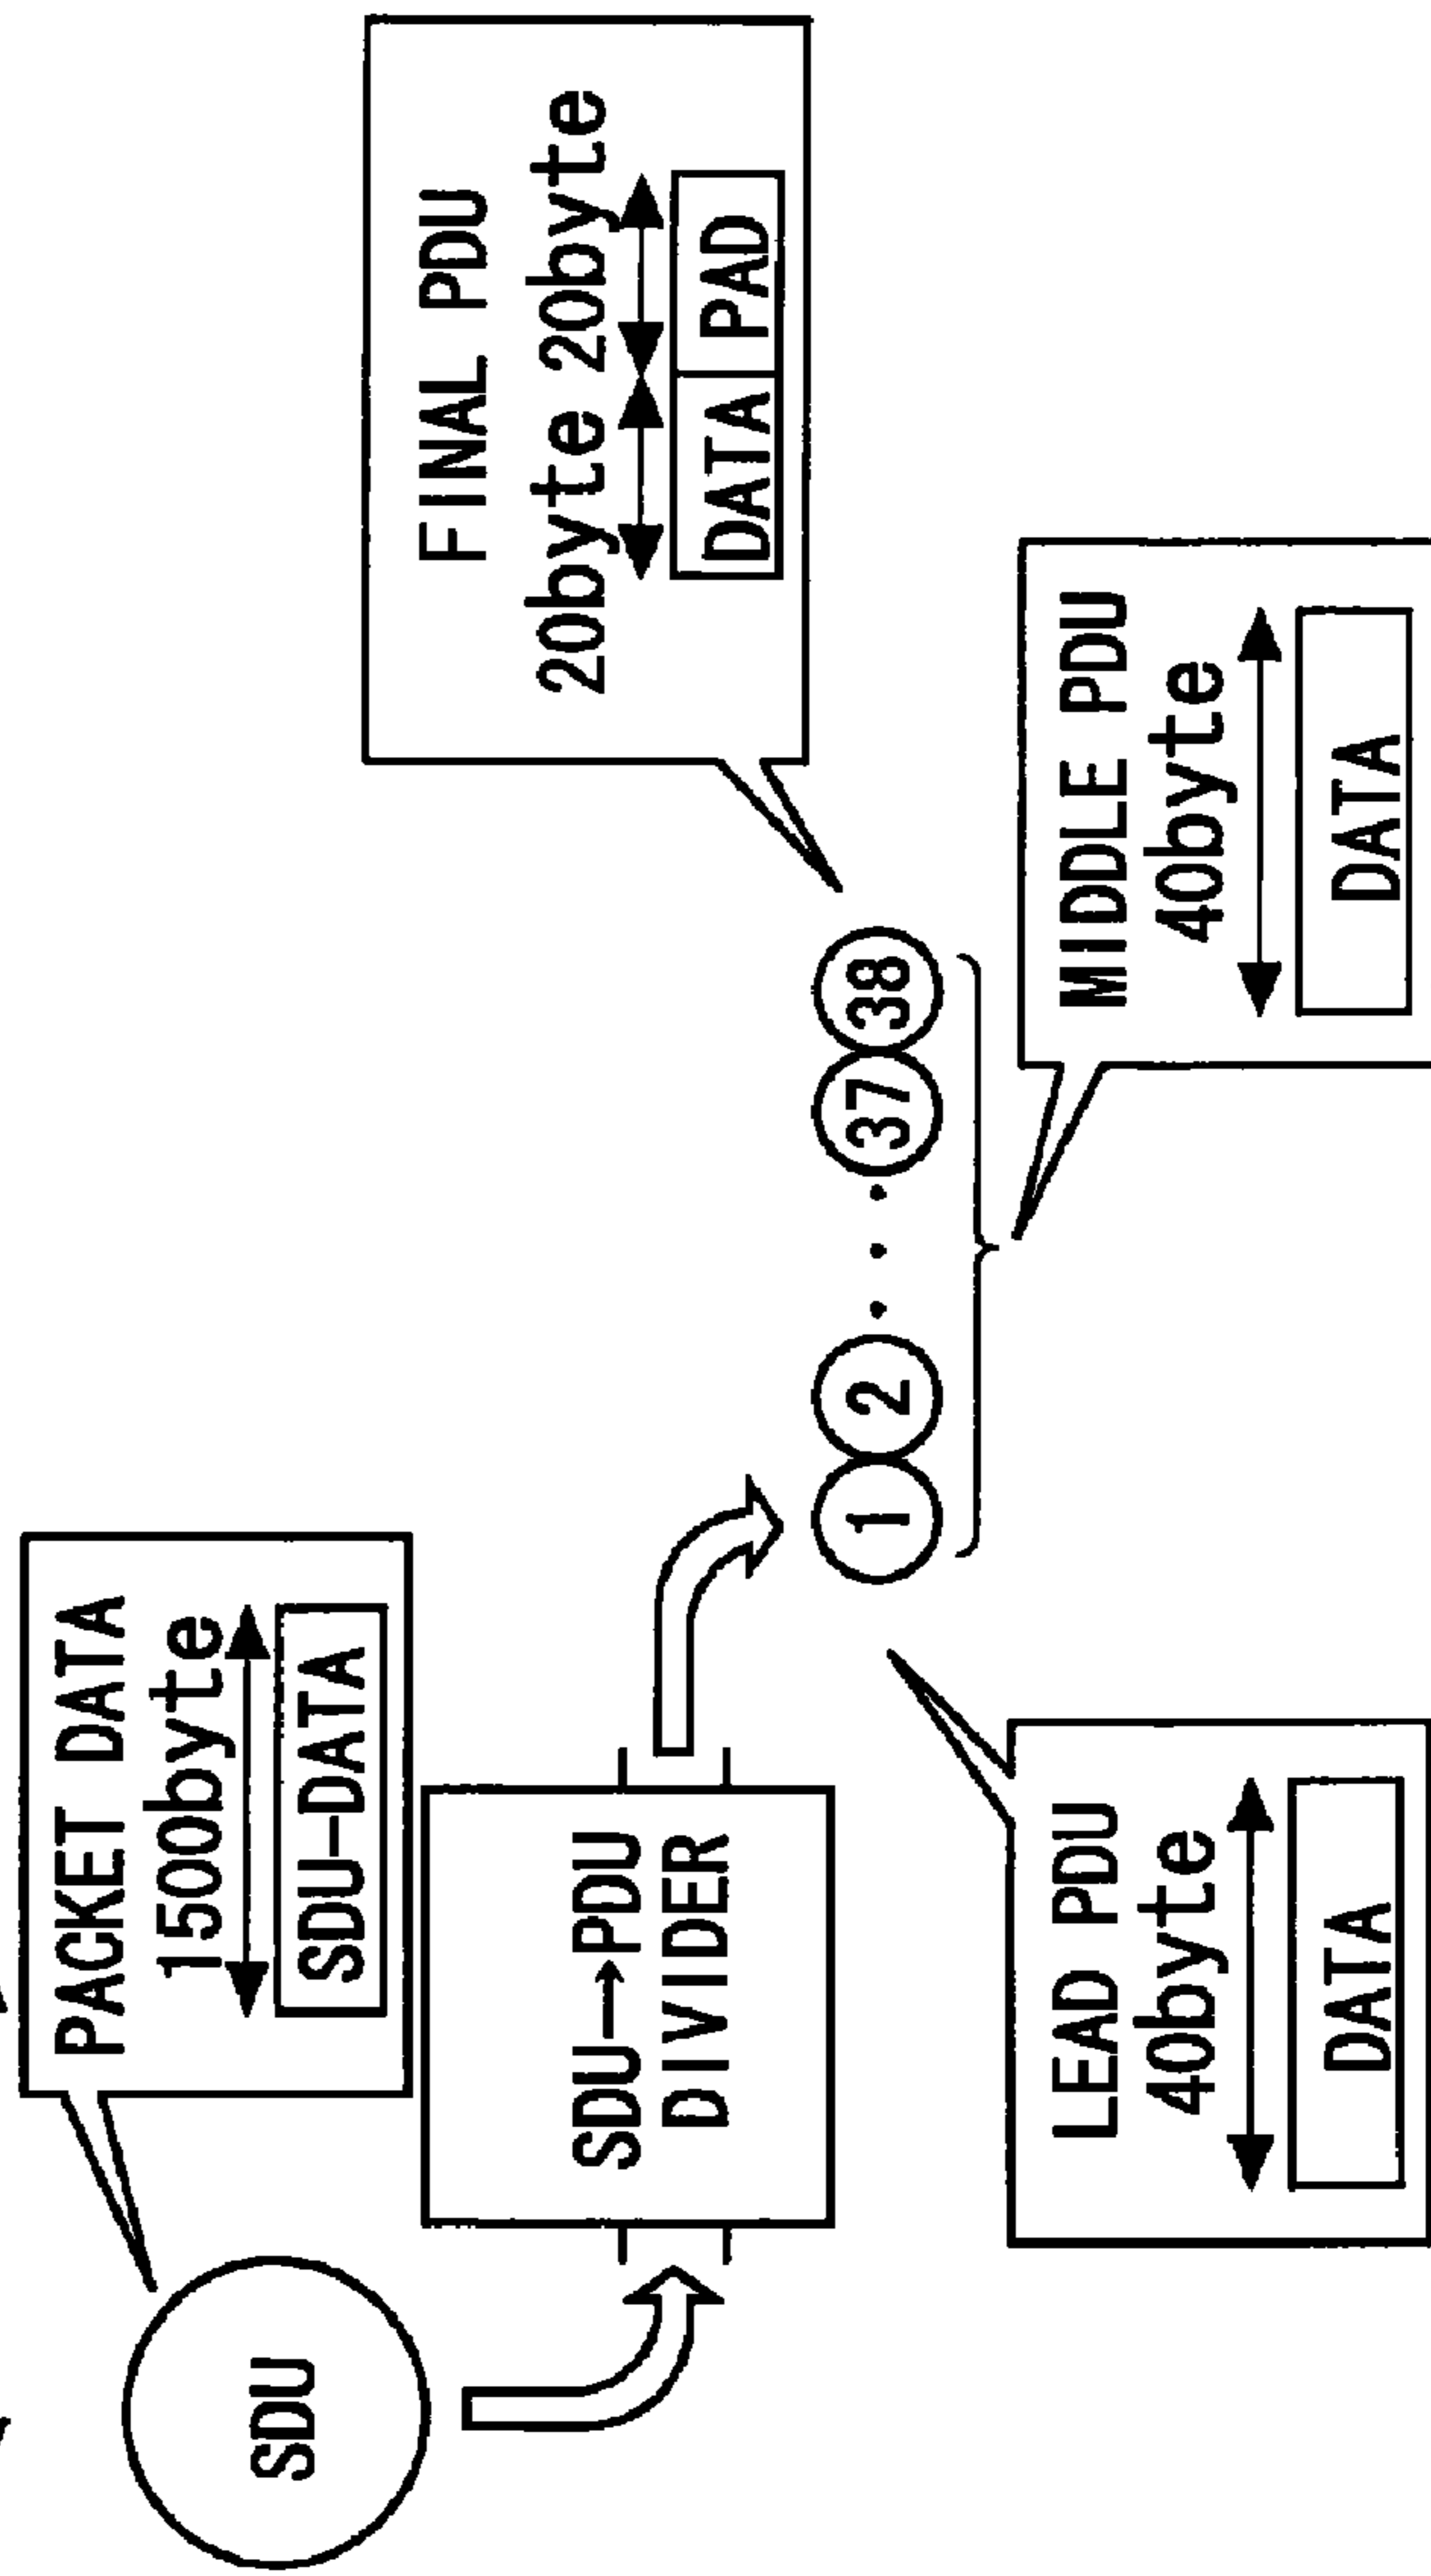 PACKET DATA
1500byte
SDU-DATA
SDU
SDU→PDU
DIVIDER
FINAL PDU
20byte 20byte
DATA PAD
1 2 • • • 37 38
LEAD PDU
40byte
DATA
MIDDLE PDU
40byte
DATA